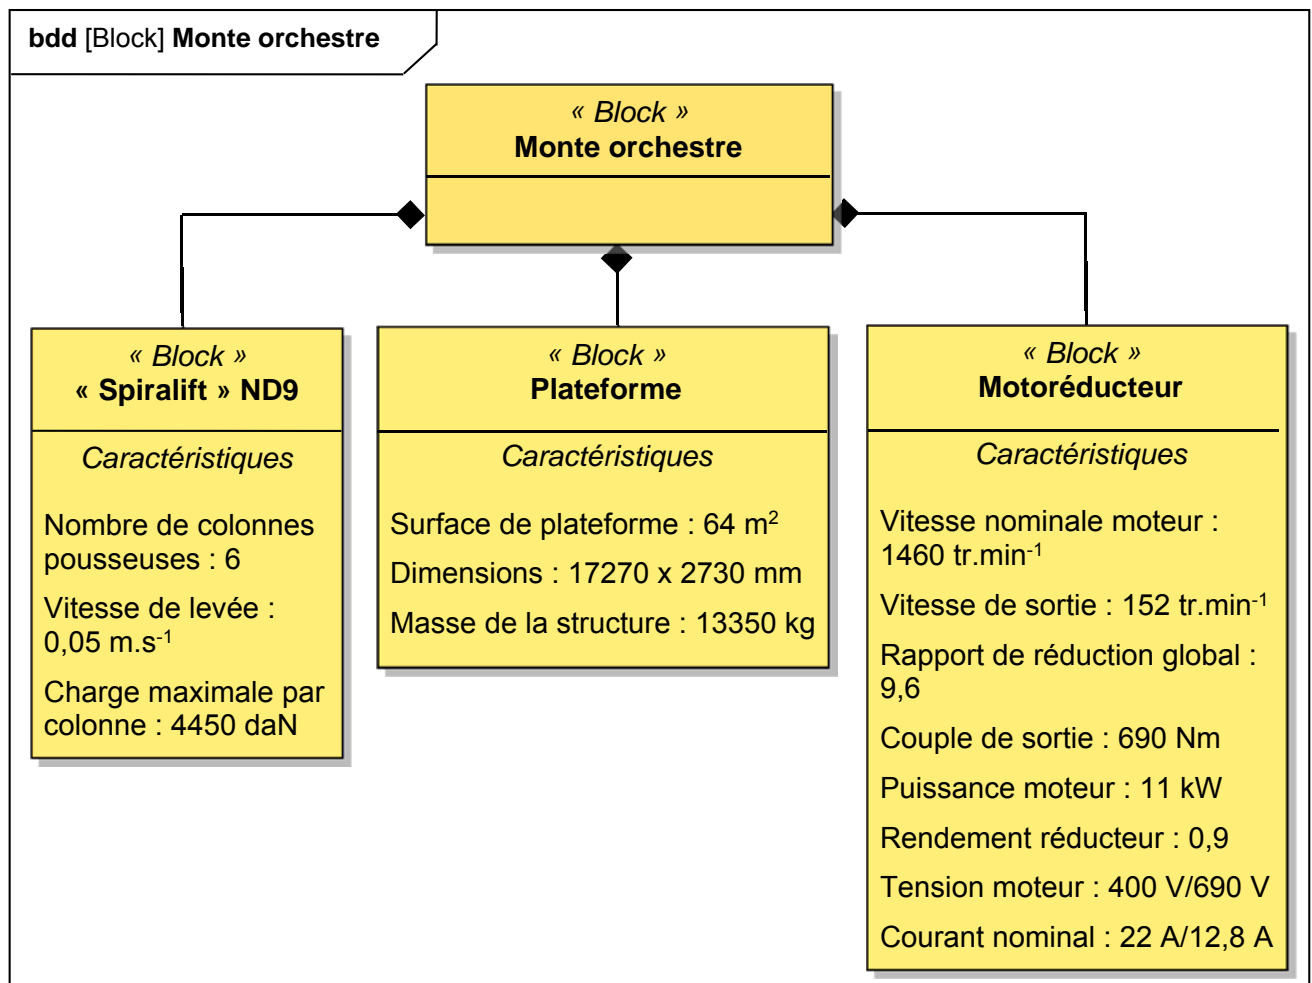 bdd [Block] Monte orchestre
« Block »
Monte orchestre
« Block »
« Spiralift » ND9
Caractéristiques
Nombre de colonnes
pousseuses : 6
Vitesse de levée :
0,05 m.s-1
Charge maximale par
colonne : 4450 daN
« Block »
Plateforme
Caractéristiques
Surface de plateforme : 64 m2
Dimensions : 17270 x 2730 mm
Masse de la structure : 13350 kg
« Block »
Motoréducteur
Caractéristiques
Vitesse nominale moteur :
1460 tr.min-1
Vitesse de sortie : 152 tr.min-1
Rapport de réduction global :
9,6
Couple de sortie : 690 Nm
Puissance moteur : 11 kW
Rendement réducteur : 0,9
Tension moteur : 400 V/690 V
Courant nominal : 22 A/12,8 A